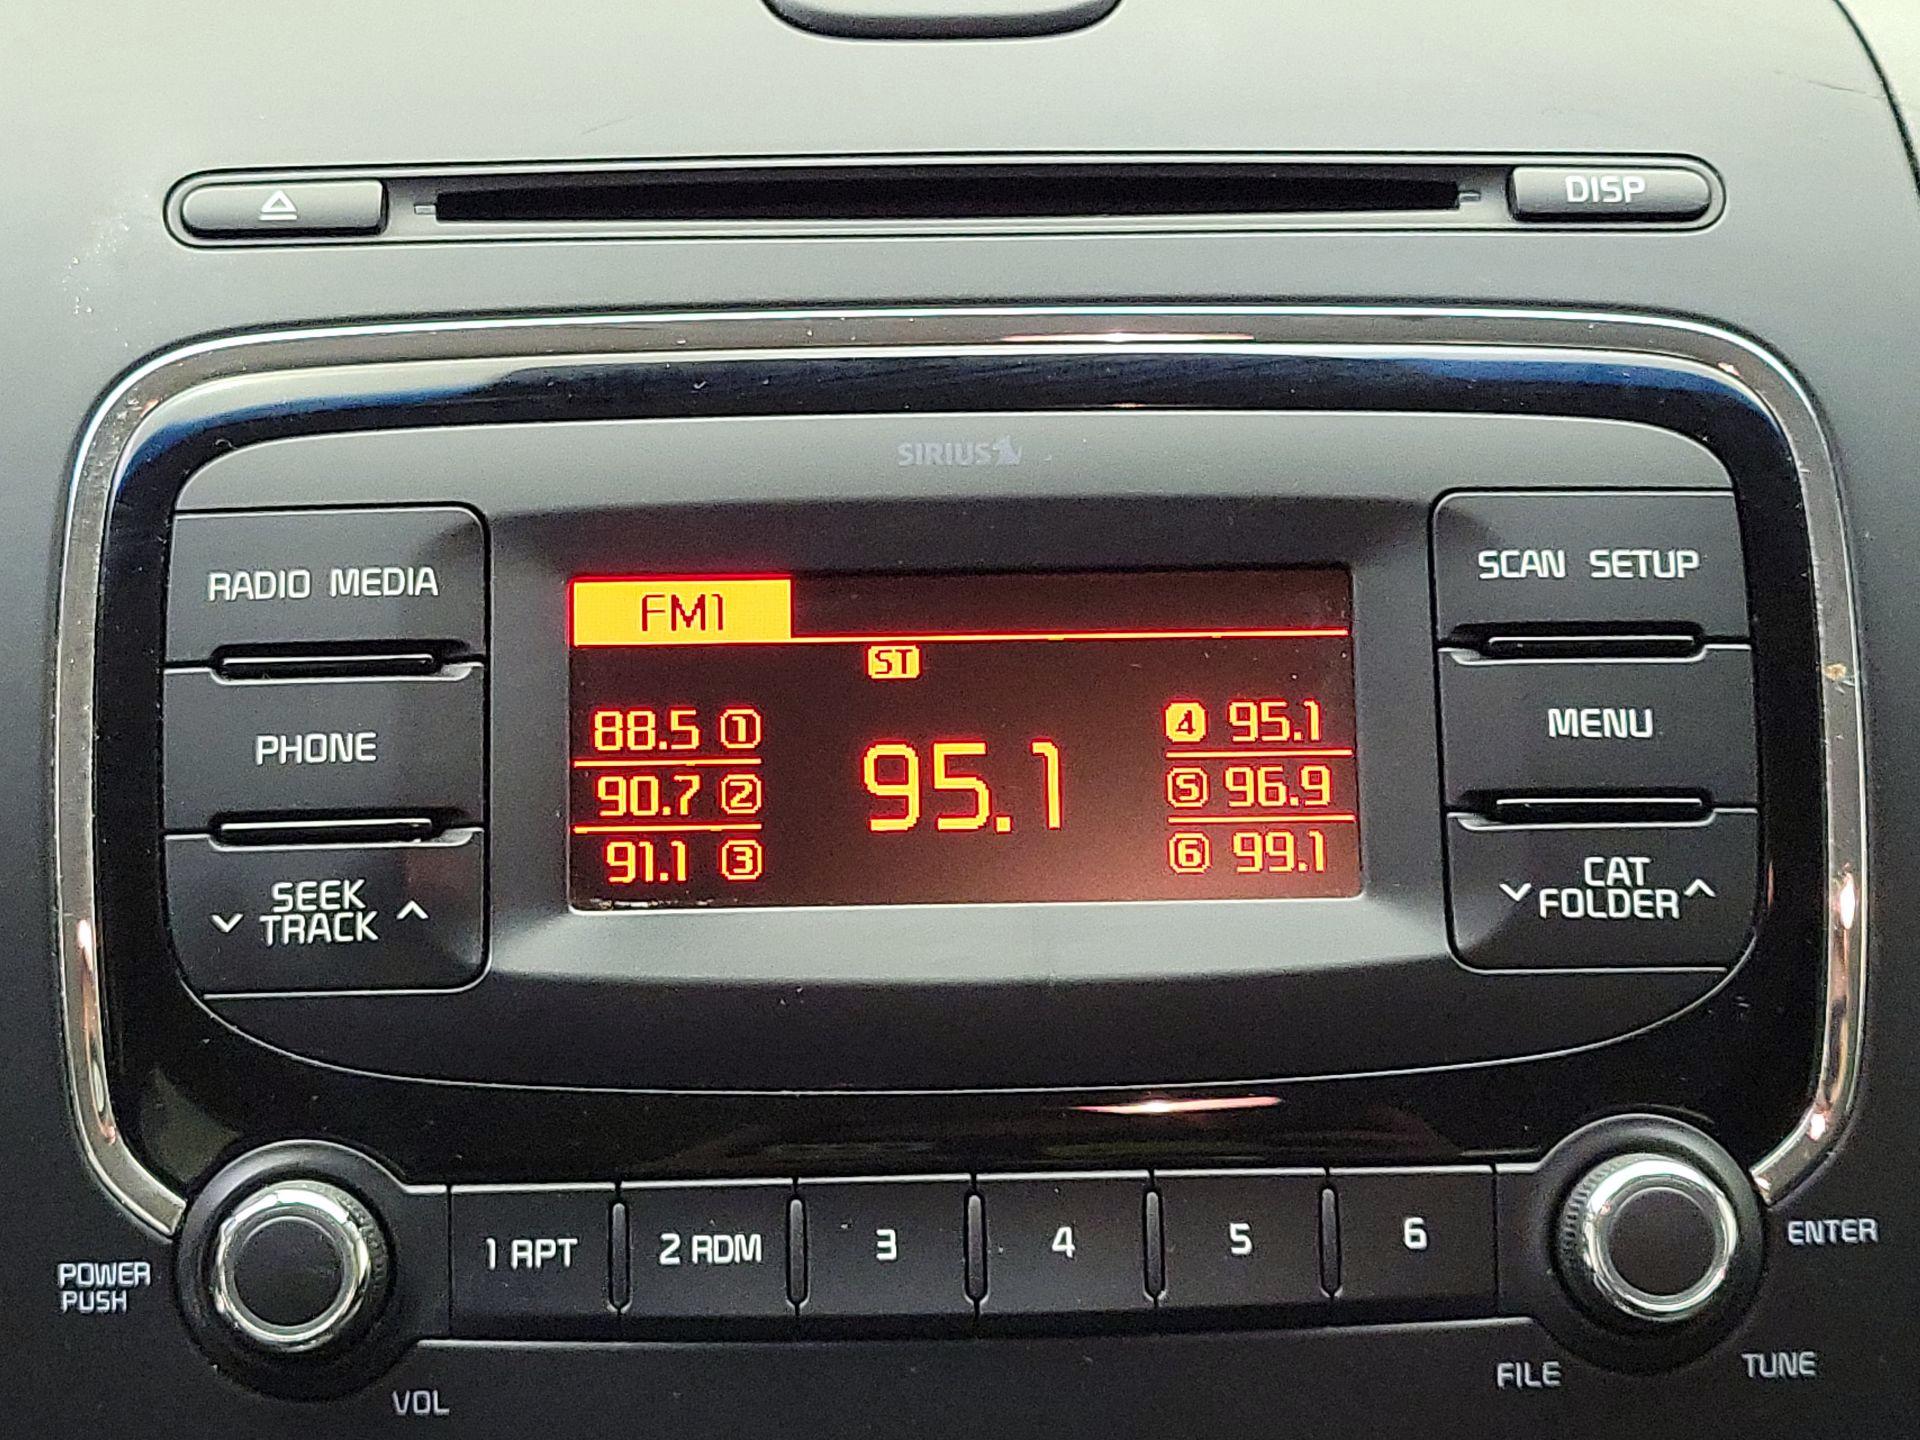 DISP
SIRIUS
RADIO MEDIA
PHONE
SEEK
TRACK
FM1
ST
88.5 1
90.7 2
91.1 3
95.1
4 95.1
5 96.9
6 99.1
SCAN SETUP
MENU
CAT
FOLDER
POWER
PUSH
VOL
1 RPT
2 RDM
3
4
5
6
ENTER
FILE
TUNE